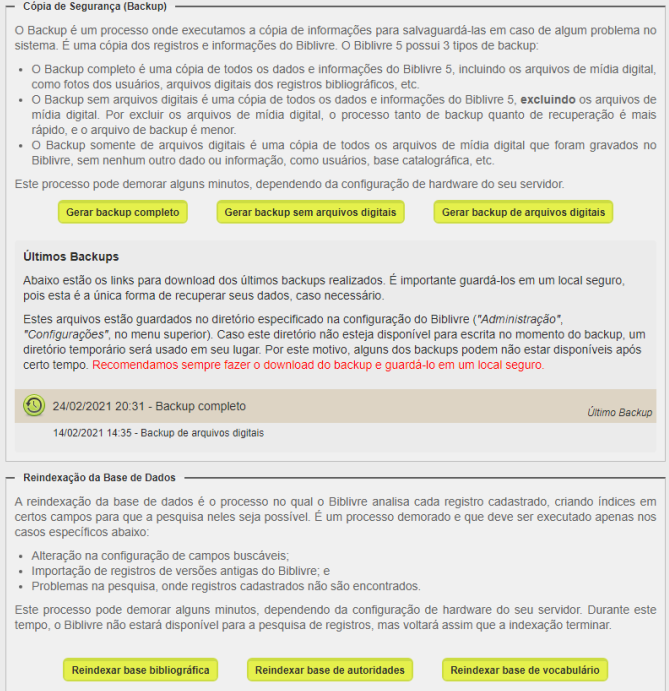 Cópia de Segurança (Backup)
O Backup é um processo onde executamos a cópia de informações para salvaguardá-las em caso de algum problema no
sistema. É uma cópia dos registros e informações do Biblivre. O Biblivre 5 possui 3 tipos de backup:
• O Backup completo é uma cópia de todos os dados e informações do Biblivre 5, incluindo os arquivos de mídia digital,
como fotos dos usuários, arquivos digitais dos registros bibliográficos, etc.
• O Backup sem arquivos digitais é uma cópia de todos os dados e informações do Biblivre 5, excluindo os arquivos de
mídia digital. Por excluir os arquivos de mídia digital, o processo tanto de backup quanto de recuperação é mais
rápido, e o arquivo de backup é menor.
• O Backup somente de arquivos digitais é uma cópia de todos os arquivos de mídia digital que foram gravados no
Biblivre, sem nenhum outro dado ou informação, como usuários, base catalográfica, etc.
Este processo pode demorar alguns minutos, dependendo da configuração de hardware do seu servidor.
Gerar backup completo
Gerar backup sem arquivos digitais
Gerar backup de arquivos digitais
Últimos Backups
Abaixo estão os links para download dos últimos backups realizados. É importante guardá-los em um local seguro,
pois esta é a única forma de recuperar seus dados, caso necessário.
Estes arquivos estão guardados no diretório especificado na configuração do Biblivre ("Administração",
"Configurações", no menu superior). Caso este diretório não esteja disponível para escrita no momento do backup, um
diretório temporário será usado em seu lugar. Por este motivo, alguns dos backups podem não estar disponíveis após
certo tempo. Recomendamos sempre fazer o download do backup e guardá-lo em um local seguro.
24/02/2021 20:31 - Backup completo
Último Backup
14/02/2021 14:35 - Backup de arquivos digitais
Reindexação da Base de Dados
A reindexação da base de dados é o processo no qual o Biblivre analisa cada registro cadastrado, criando índices em
certos campos para que a pesquisa neles seja possível. É um processo demorado e que deve ser executado apenas nos
casos específicos abaixo:
• Alteração na configuração de campos buscáveis;
• Importação de registros de versões antigas do Biblivre; e
• Problemas na pesquisa, onde registros cadastrados não são encontrados.
Este processo pode demorar alguns minutos, dependendo da configuração de hardware do seu servidor. Durante este
tempo, o Biblivre não estará disponível para a pesquisa de registros, mas voltará assim que a indexação terminar.
Reindexar base bibliográfica
Reindexar base de autoridades
Reindexar base de vocabulário